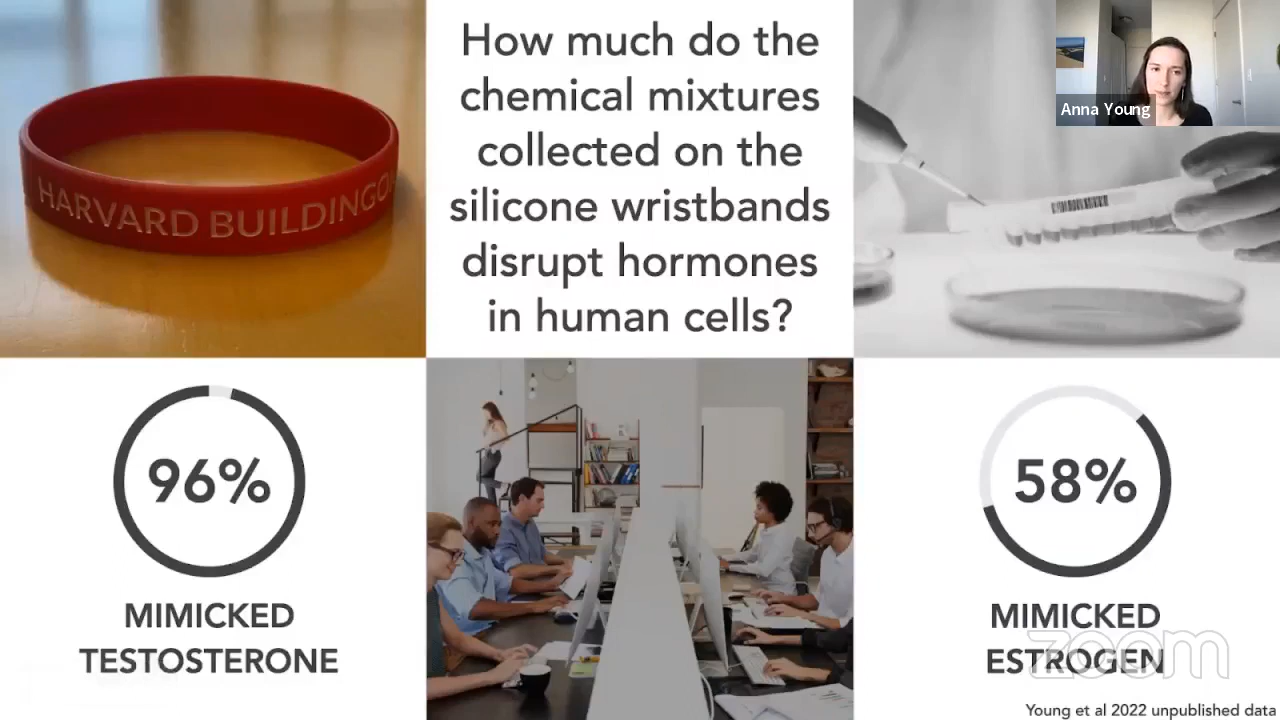 How much do the
chemical mixtures
collected on the
silicone wristbands
disrupt hormones
in human cells?
Anna Young
HARVARD BUILDING
96%
MIMICKED
TESTOSTERONE
58%
MIMICKED
ESTROGEN
zoom
Young et al 2022 unpublished data